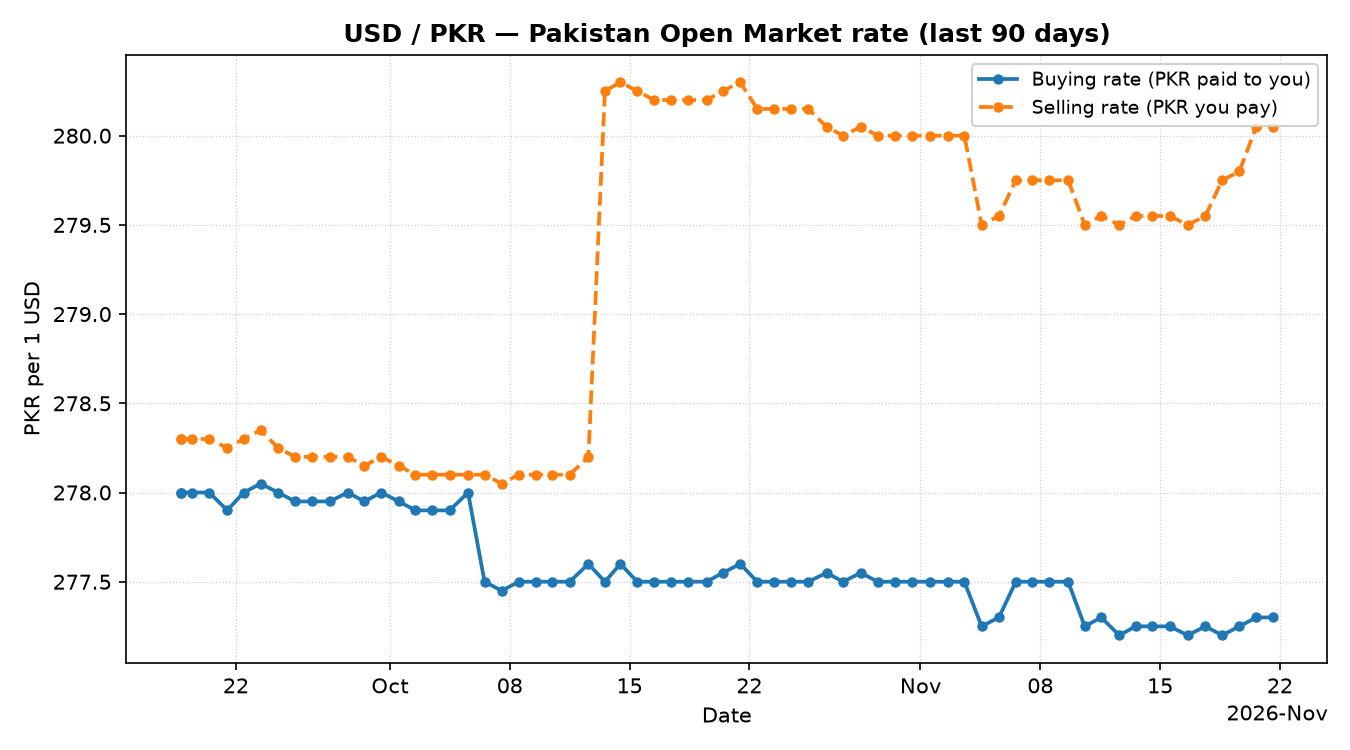 USD / PKR — Pakistan Open Market rate (last 90 days)
Buying rate (PKR paid to you)
Selling rate (PKR you pay)
PKR per 1 USD
280.0
279.5
279.0
278.5
278.0
277.5
22 Oct 08 15 22 Nov 08 15 22
Date
2026-Nov